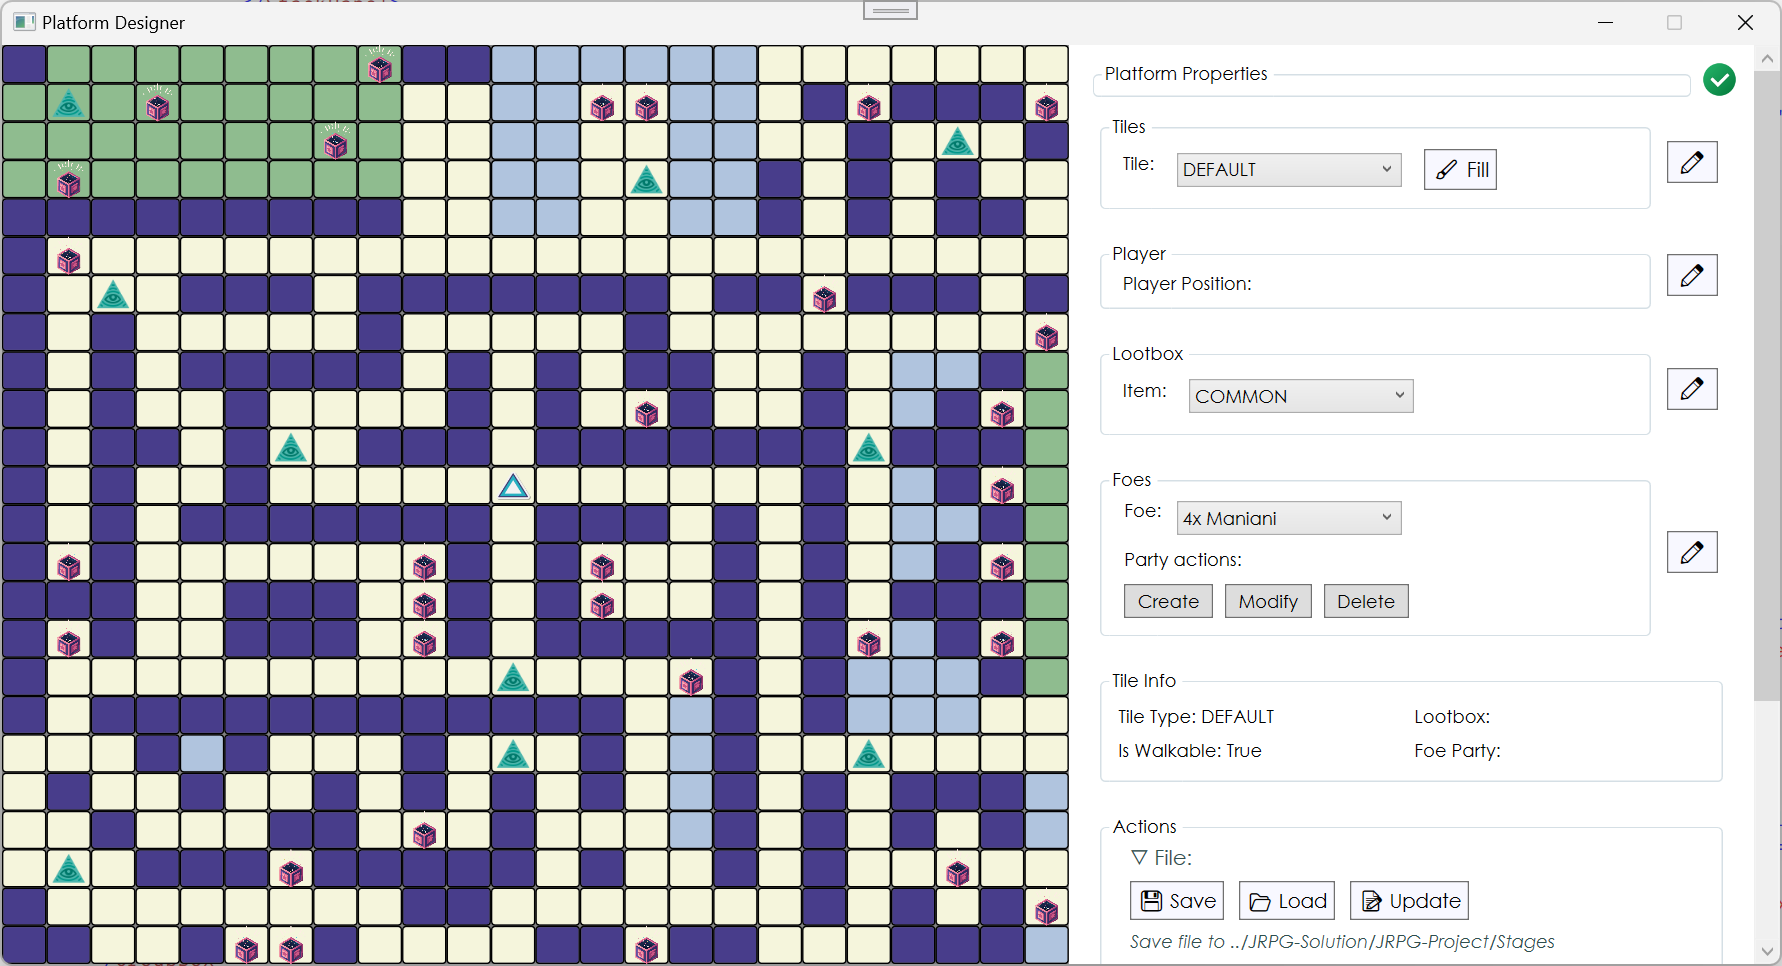 Platform Designer
Platform Properties
Tiles
Tile:
DEFAULT
Fill
Player
Player Position:
Lootbox
Item:
COMMON
Foes
Foe:
4x Maniani
Party actions:
Create
Modify
Delete
Tile Info
Tile Type: DEFAULT
Lootbox:
Is Walkable: True
Foe Party:
Actions
▽ File:
Save
Load
Update
Save file to ../JRPG-Solution/JRPG-Project/Stages